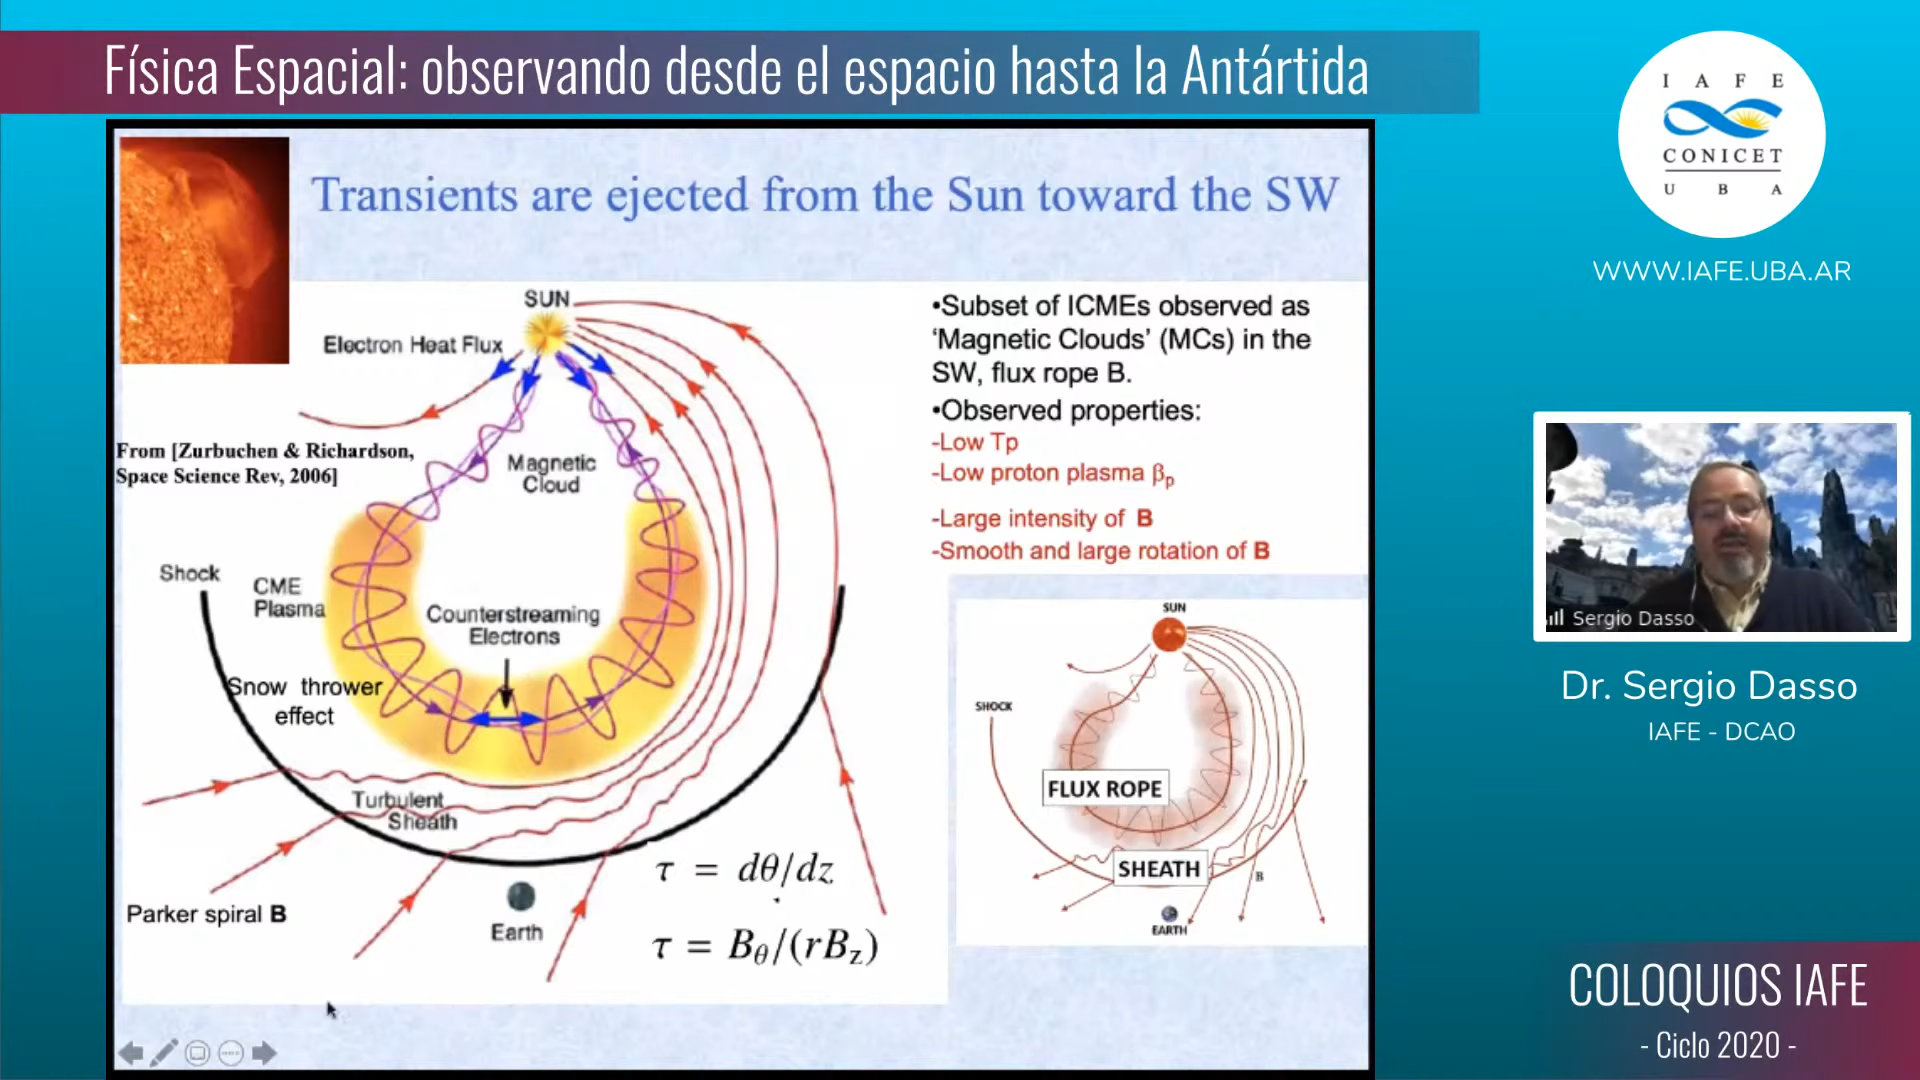 Física Espacial: observando desde el espacio hasta la Antártida
Transients are ejected from the Sun toward the SW
SUN
Electron Heat Flux
From [Zurbuchen & Richardson,
Space Science Rev, 2006]
Magnetic
Cloud
Shock
CME
Plasma
Counterstreaming
Electrons
Snow thrower
effect
Turbulent
Sheath
Parker spiral B
Earth
τ = dθ/dz
τ = Bθ/(rBz)
•Subset of ICMEs observed as
‘Magnetic Clouds’ (MCs) in the
SW, flux rope B.
•Observed properties:
-Low Tp
-Low proton plasma βp
-Large intensity of B
-Smooth and large rotation of B
SUN
SHOCK
FLUX ROPE
SHEATH
B
EARTH
IAFE
CONICET
UBA
WWW.IAFE.UBA.AR
Sergio Dasso
Dr. Sergio Dasso
IAFE - DCAO
COLOQUIOS IAFE
- Ciclo 2020 -